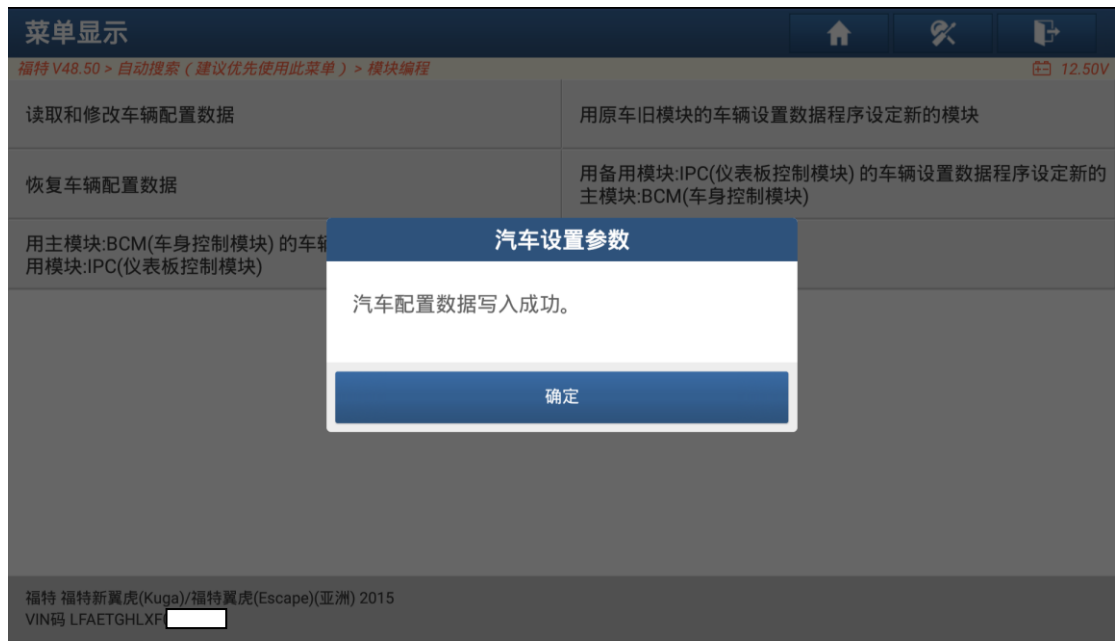 菜单显示
福特 V48.50 > 自动搜索（建议优先使用此菜单）> 模块编程
12.50V
读取和修改车辆配置数据
用原车旧模块的车辆设置数据程序设定新的模块
恢复车辆配置数据
用备用模块:IPC(仪表板控制模块) 的车辆设置数据程序设定新的
主模块:BCM(车身控制模块)
用主模块:BCM(车身控制模块) 的车
用模块:IPC(仪表板控制模块)
汽车设置参数
汽车配置数据写入成功。
确定
福特 福特新翼虎(Kuga)/福特翼虎(Escape)(亚洲) 2015
VIN码 LFAETGHLXF